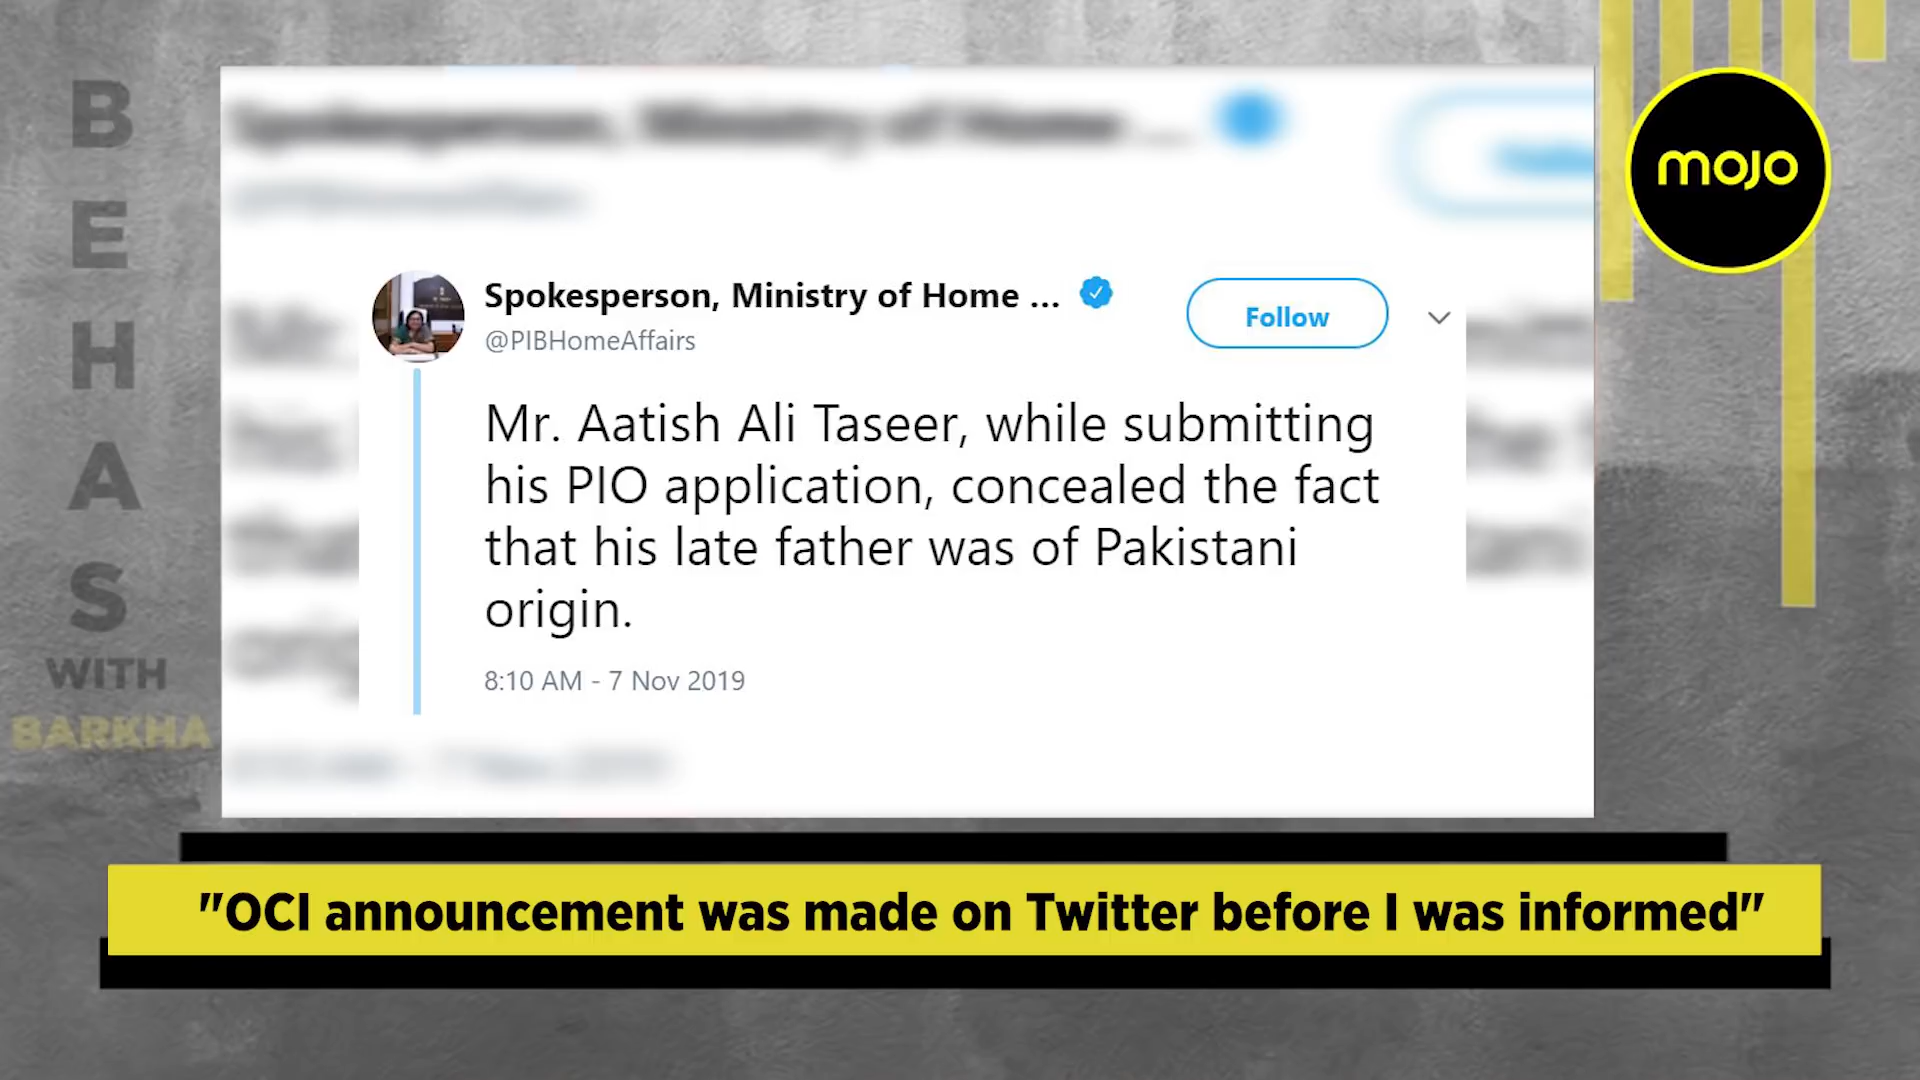 BEHAS
WITH
BARKHA
mojo
Spokesperson, Ministry of Home ...
@PIBHomeAffairs
Follow
Mr. Aatish Ali Taseer, while submitting
his PIO application, concealed the fact
that his late father was of Pakistani
origin.
8:10 AM - 7 Nov 2019
"OCI announcement was made on Twitter before I was informed"